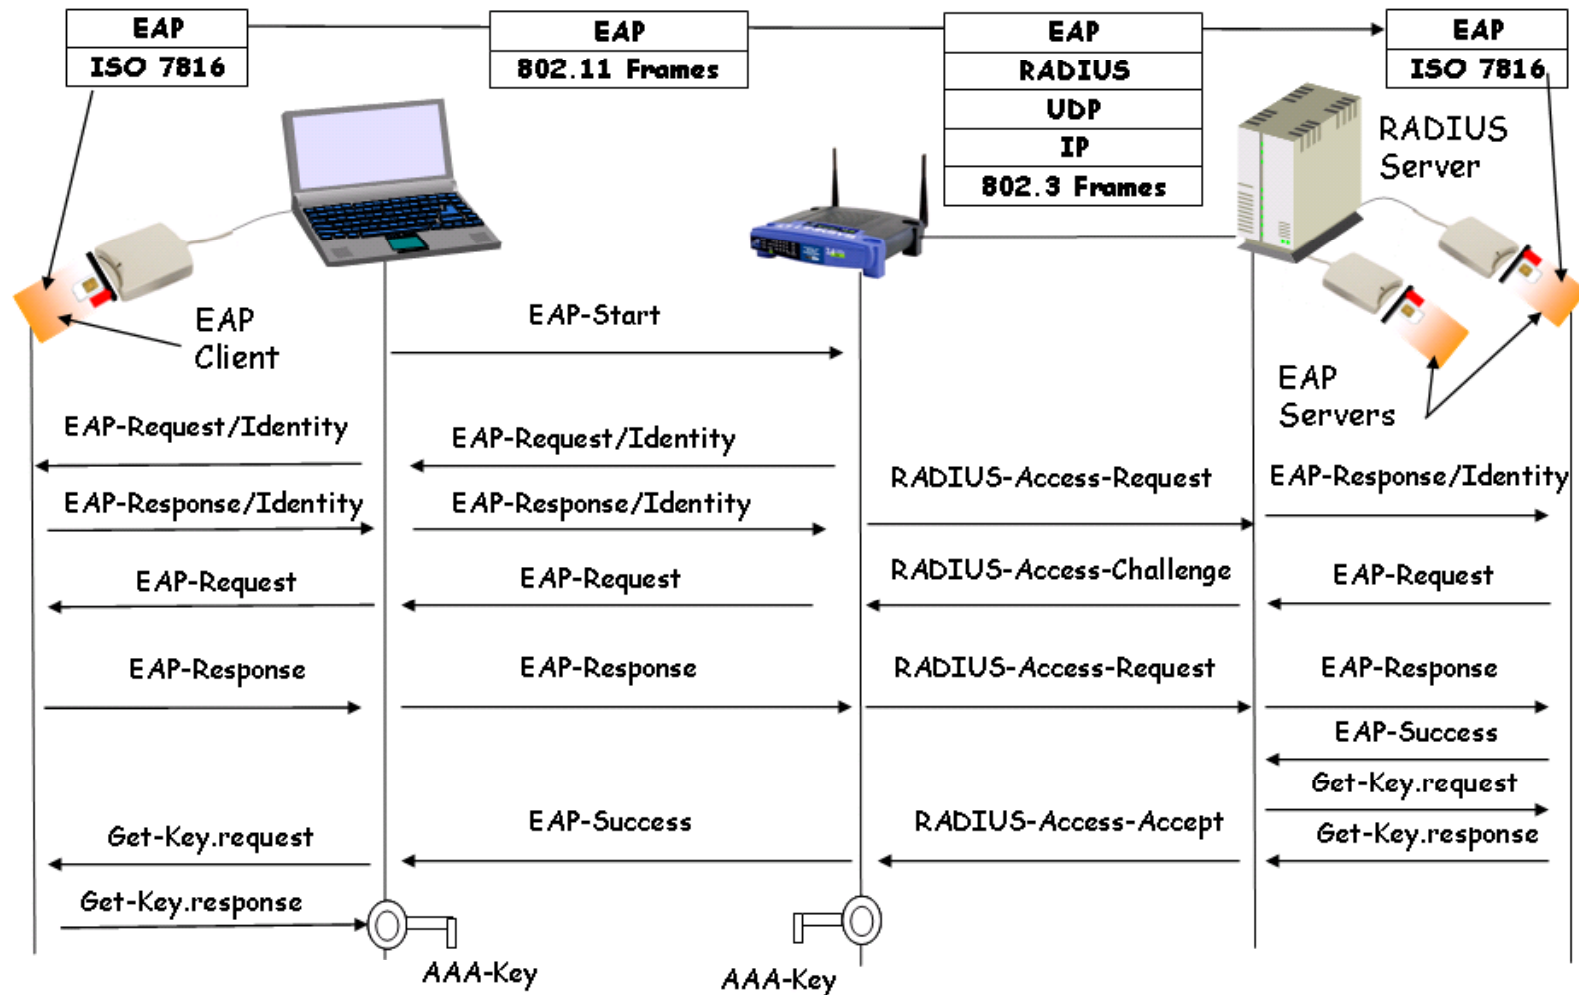 EAP
ISO 7816
EAP
802.11 Frames
EAP
RADIUS
UDP
IP
802.3 Frames
EAP
ISO 7816
RADIUS
Server
EAP
Client
EAP-Start
EAP
Servers
EAP-Request/Identity
EAP-Request/Identity
RADIUS-Access-Request
EAP-Response/Identity
EAP-Response/Identity
EAP-Response/Identity
EAP-Request
EAP-Request
RADIUS-Access-Challenge
EAP-Request
EAP-Response
EAP-Response
RADIUS-Access-Request
EAP-Response
EAP-Success
Get-Key.request
Get-Key.request
EAP-Success
RADIUS-Access-Accept
Get-Key.response
Get-Key.response
AAA-Key
AAA-Key